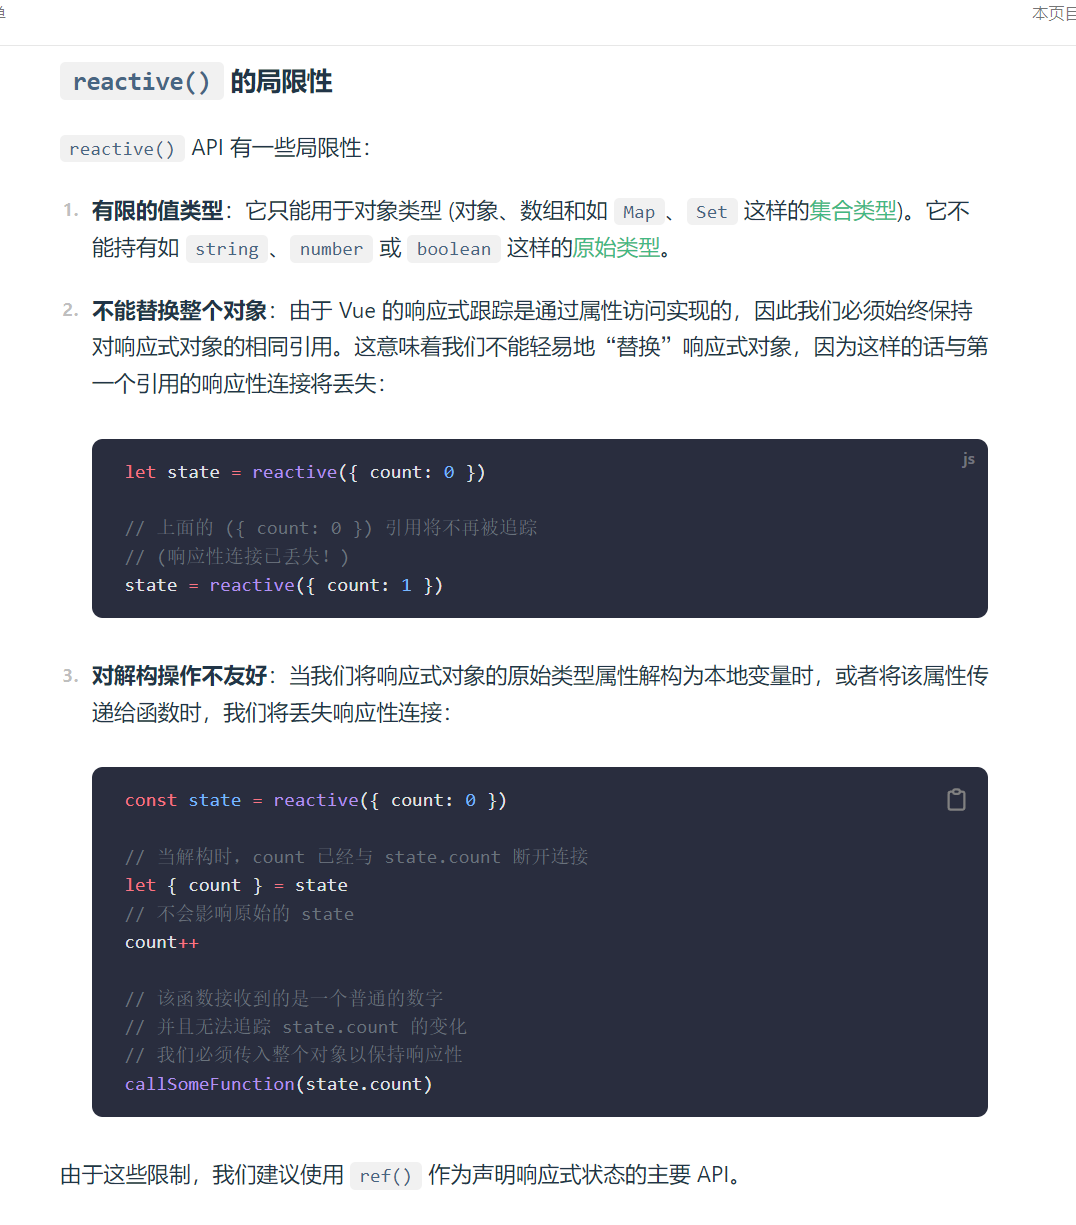 本页目
reactive() 的局限性
reactive() API 有一些局限性：
1. 有限的值类型：它只能用于对象类型 (对象、数组和如 Map、Set 这样的集合类型)。它不
能持有如 string、number 或 boolean 这样的原始类型。
2. 不能替换整个对象：由于 Vue 的响应式跟踪是通过属性访问实现的，因此我们必须始终保持
对响应式对象的相同引用。这意味着我们不能轻易地“替换”响应式对象，因为这样的话与第
一个引用的响应性连接将丢失：
js
let state = reactive({ count: 0 })
// 上面的 ({ count: 0 }) 引用将不再被追踪
// (响应性连接已丢失！)
state = reactive({ count: 1 })
3. 对解构操作不友好：当我们将响应式对象的原始类型属性解构为本地变量时，或者将该属性传
递给函数时，我们将丢失响应性连接：
const state = reactive({ count: 0 })
// 当解构时，count 已经与 state.count 断开连接
let { count } = state
// 不会影响原始的 state
count++
// 该函数接收到的是一个普通的数字
// 并且无法追踪 state.count 的变化
// 我们必须传入整个对象以保持响应性
callSomeFunction(state.count)
由于这些限制，我们建议使用 ref() 作为声明响应式状态的主要 API。